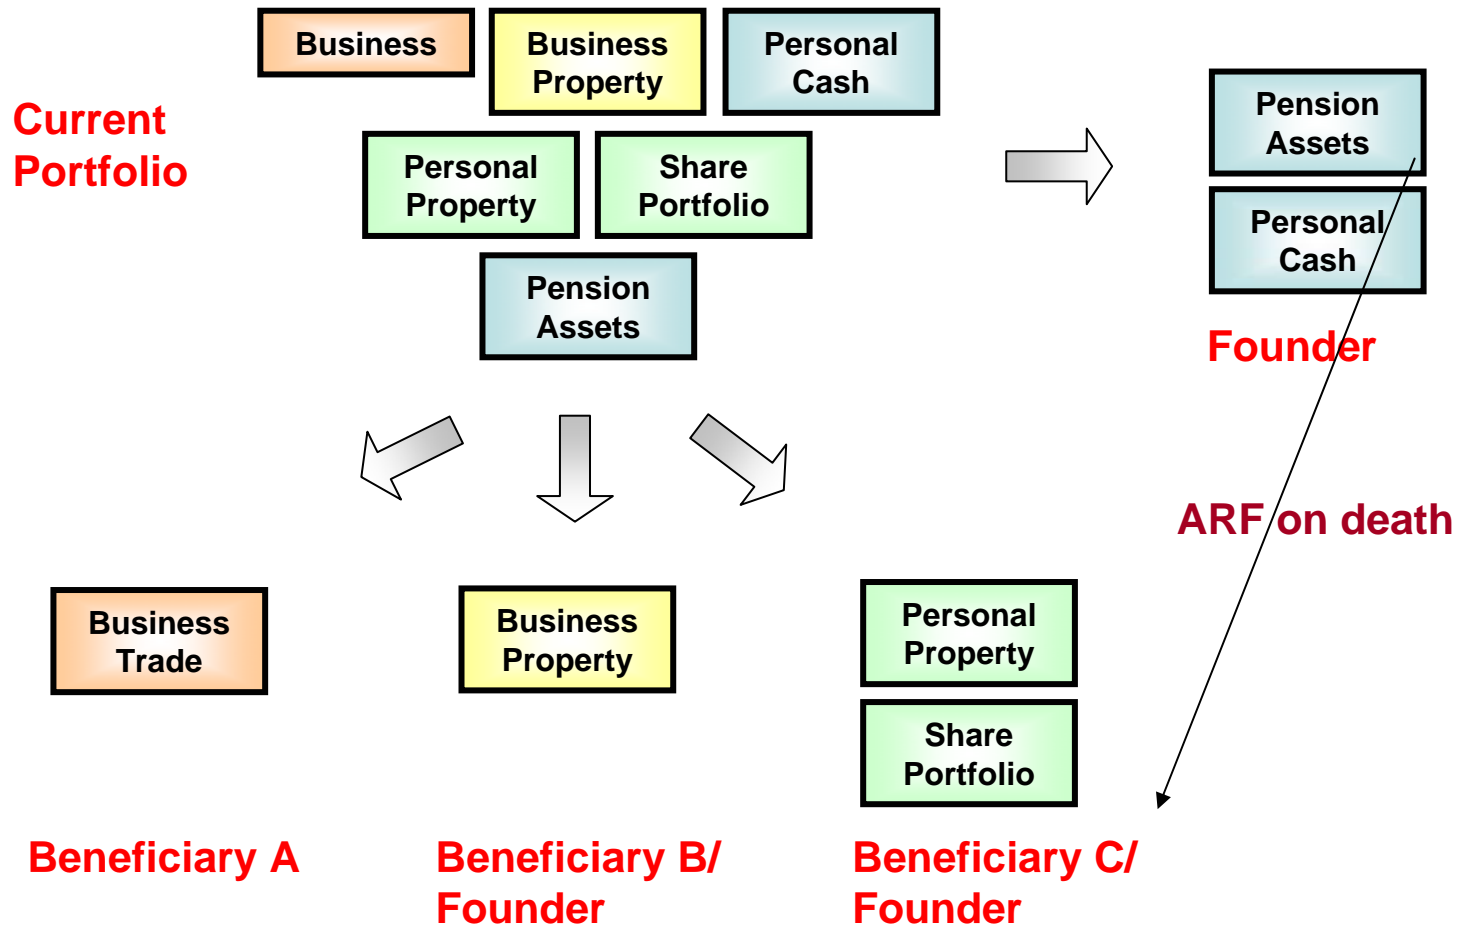 Business
Business
Property
Personal
Cash
Current
Portfolio
Personal
Property
Share
Portfolio
Pension
Assets
Pension
Assets
Personal
Cash
Founder
ARF on death
Business
Trade
Business
Property
Personal
Property
Share
Portfolio
Beneficiary A
Beneficiary B/
Founder
Beneficiary C/
Founder